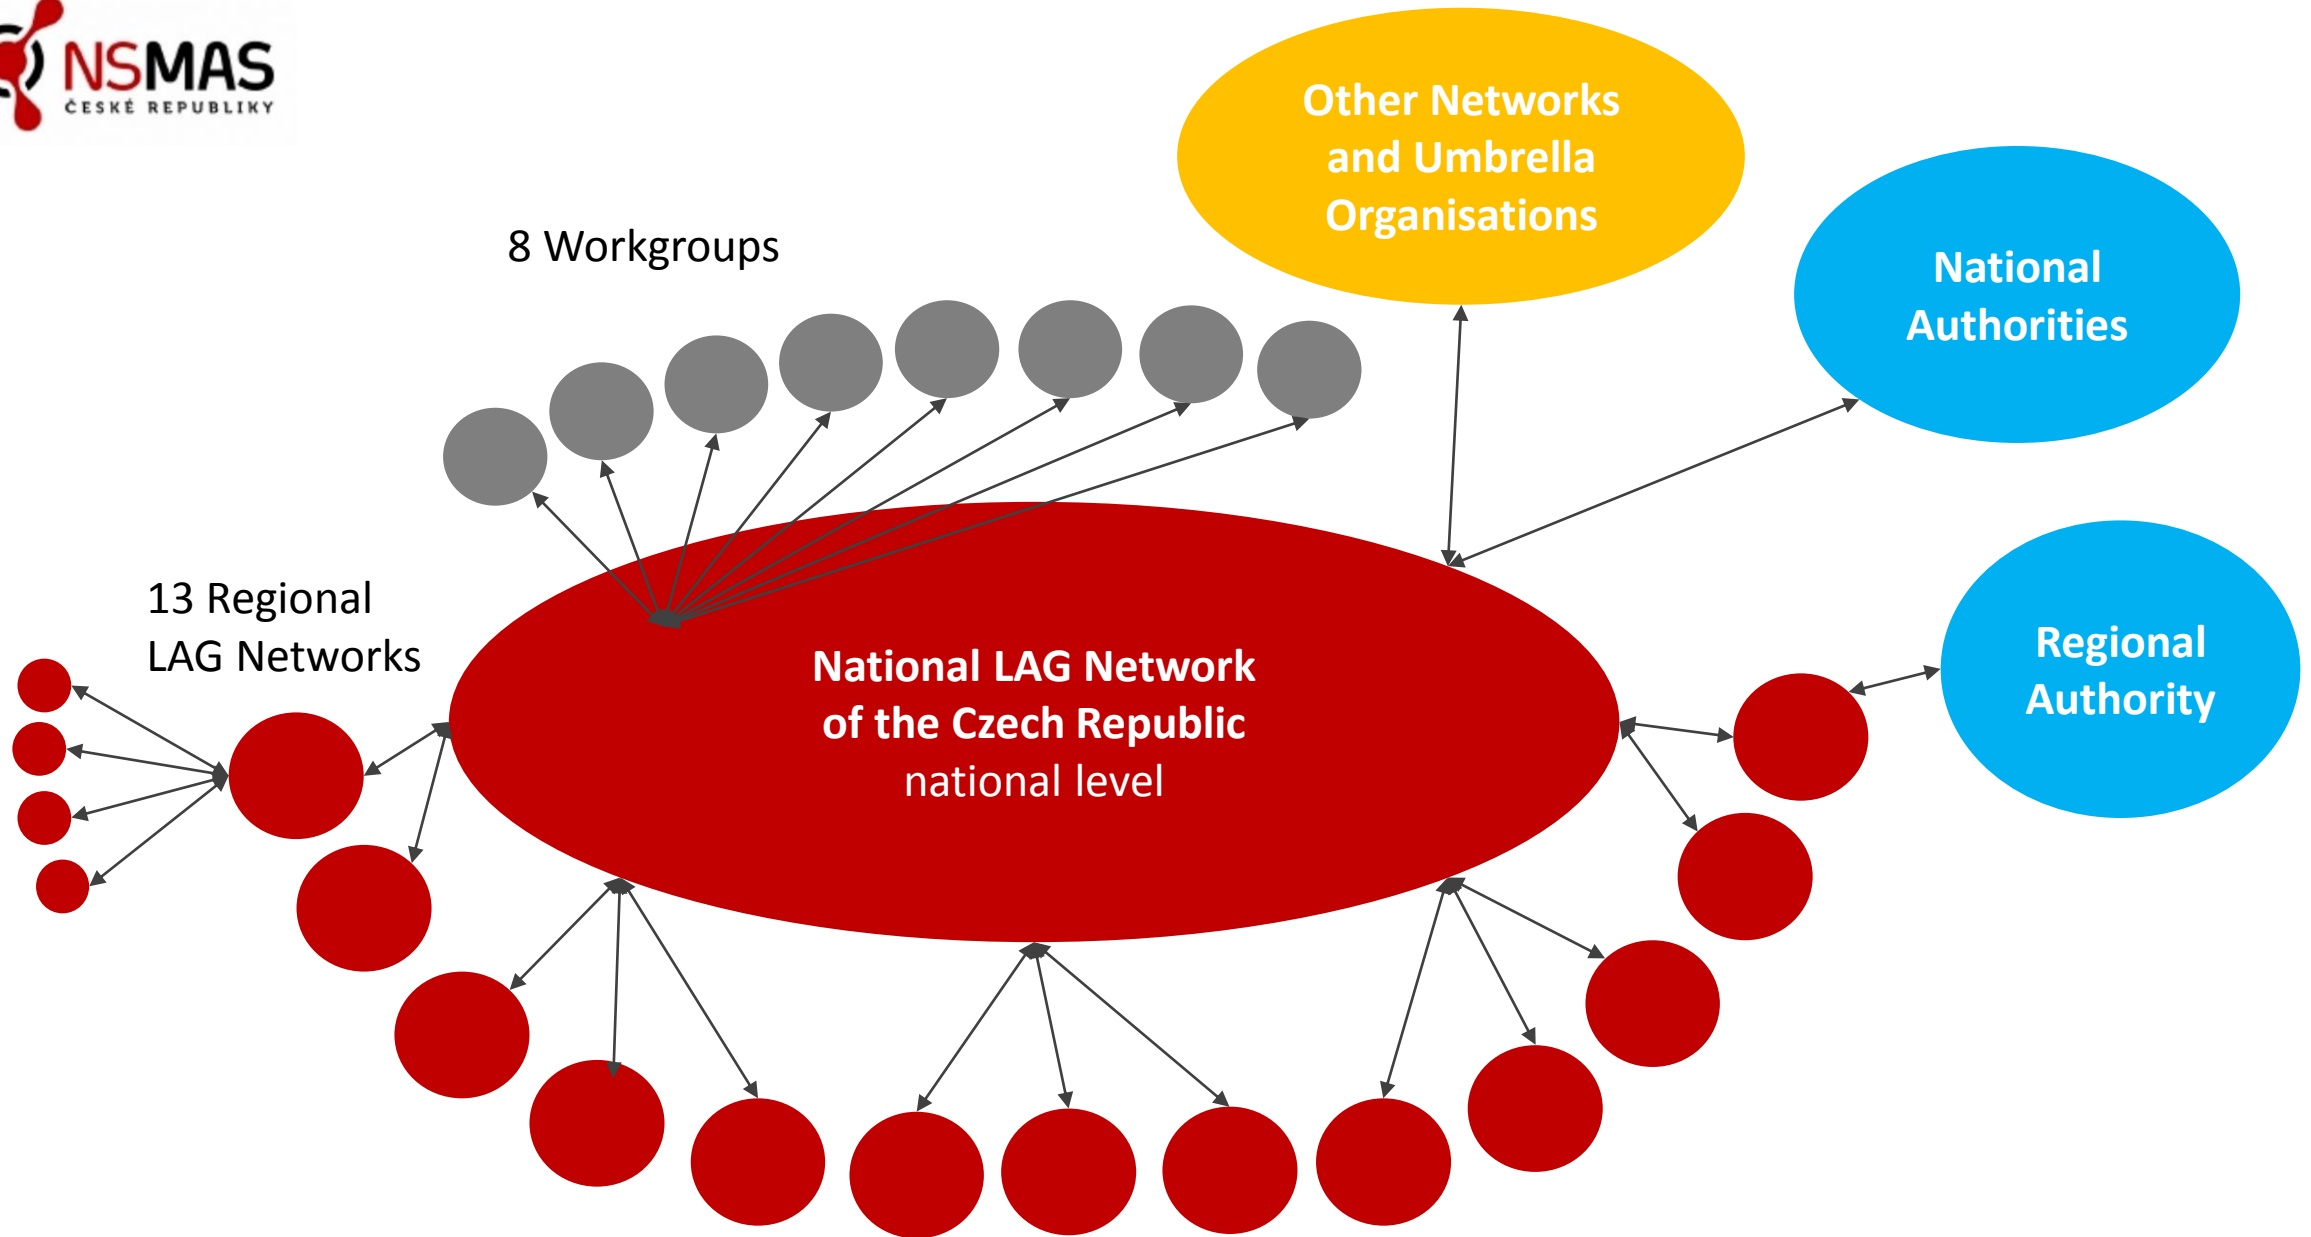 NSMAS
ČESKÉ REPUBLIKY
Other Networks
and Umbrella
Organisations
National
Authorities
8 Workgroups
13 Regional
LAG Networks
National LAG Network
of the Czech Republic
national level
Regional
Authority